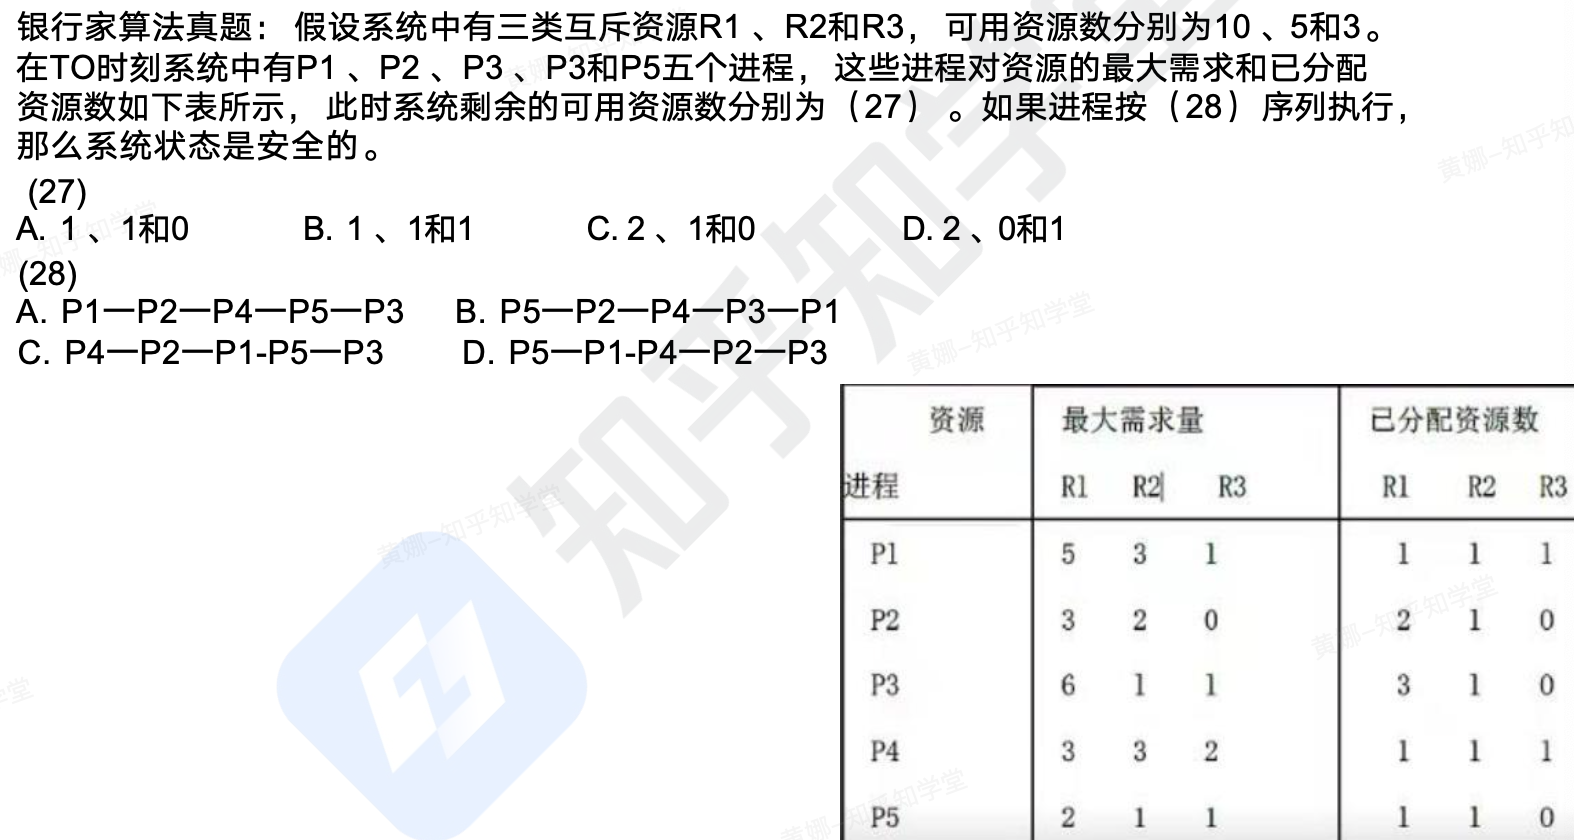 银行家算法真题： 假设系统中有三类互斥资源R1 、R2和R3， 可用资源数分别为10 、5和3 。
在TO时刻系统中有P1 、P2 、P3 、P3和P5五个进程， 这些进程对资源的最大需求和已分配
资源数如下表所示， 此时系统剩余的可用资源数分别为（27） 。如果进程按（28）序列执行，
那么系统状态是安全的 。
(27)
A. 1 、1和0 B. 1 、1和1 C. 2 、1和0 D. 2 、0和1
(28)
A. P1—P2—P4—P5—P3 B. P5—P2—P4—P3—P1
C. P4—P2—P1-P5—P3 D. P5—P1-P4—P2—P3
资源 最大需求量 已分配资源数
进程 R1 R2 R3 R1 R2 R3
P1 5 3 1 1 1 1
P2 3 2 0 2 1 0
P3 6 1 1 3 1 0
P4 3 3 2 1 1 1
P5 2 1 1 1 1 0
知乎知学堂
黄娜-知乎知学堂